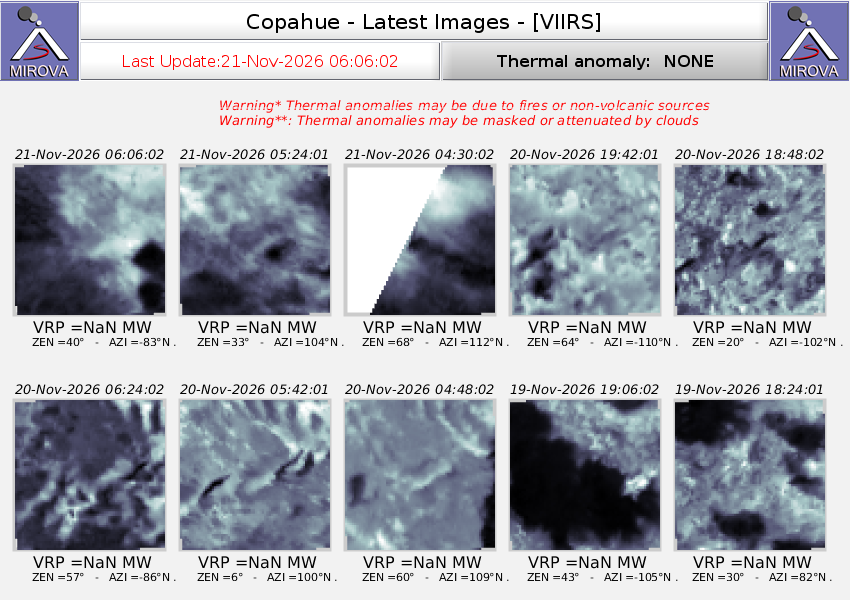 Copahue - Latest Images - [VIIRS]
MIROVA
Last Update:21-Nov-2026 06:06:02
Thermal anomaly: NONE
MIROVA
Warning* Thermal anomalies may be due to fires or non-volcanic sources
Warning**: Thermal anomalies may be masked or attenuated by clouds
21-Nov-2026 06:06:02
21-Nov-2026 05:24:01
21-Nov-2026 04:30:02
20-Nov-2026 19:42:01
20-Nov-2026 18:48:02
VRP =NaN MW
VRP =NaN MW
VRP =NaN MW
VRP =NaN MW
VRP =NaN MW
ZEN =40° - AZI =-83°N .
ZEN =33° - AZI =104°N .
ZEN =68° - AZI =112°N .
ZEN =64° - AZI =-110°N .
ZEN =20° - AZI =-102°N .
20-Nov-2026 06:24:02
20-Nov-2026 05:42:01
20-Nov-2026 04:48:02
19-Nov-2026 19:06:02
19-Nov-2026 18:24:01
VRP =NaN MW
VRP =NaN MW
VRP =NaN MW
VRP =NaN MW
VRP =NaN MW
ZEN =57° - AZI =-86°N .
ZEN =6° - AZI =100°N .
ZEN =60° - AZI =109°N .
ZEN =43° - AZI =-105°N .
ZEN =30° - AZI =82°N .